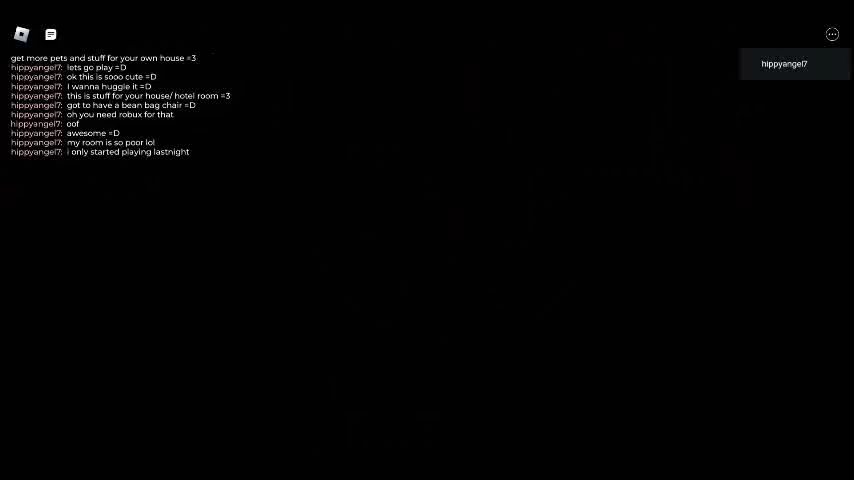 get more pets and stuff for your own house =3
hippyangel7: lets go play =D
hippyangel7: ok this is sooo cute =D
hippyangel7: I wanna huggle it =D
hippyangel7: this is stuff for your house/ hotel room =3
hippyangel7: got to have a bean bag chair =D
hippyangel7: oh you need robux for that
hippyangel7: oof
hippyangel7: awesome =D
hippyangel7: my room is so poor lol
hippyangel7: i only started playing lastnight
hippyangel7